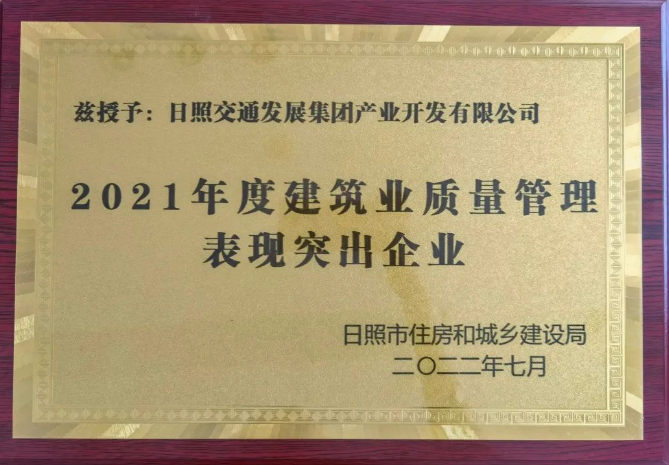 兹授予：日照交通发展集团产业开发有限公司
2021年度建筑业质量管理
表现突出企业
日照市住房和城乡建设局
二〇二二年七月